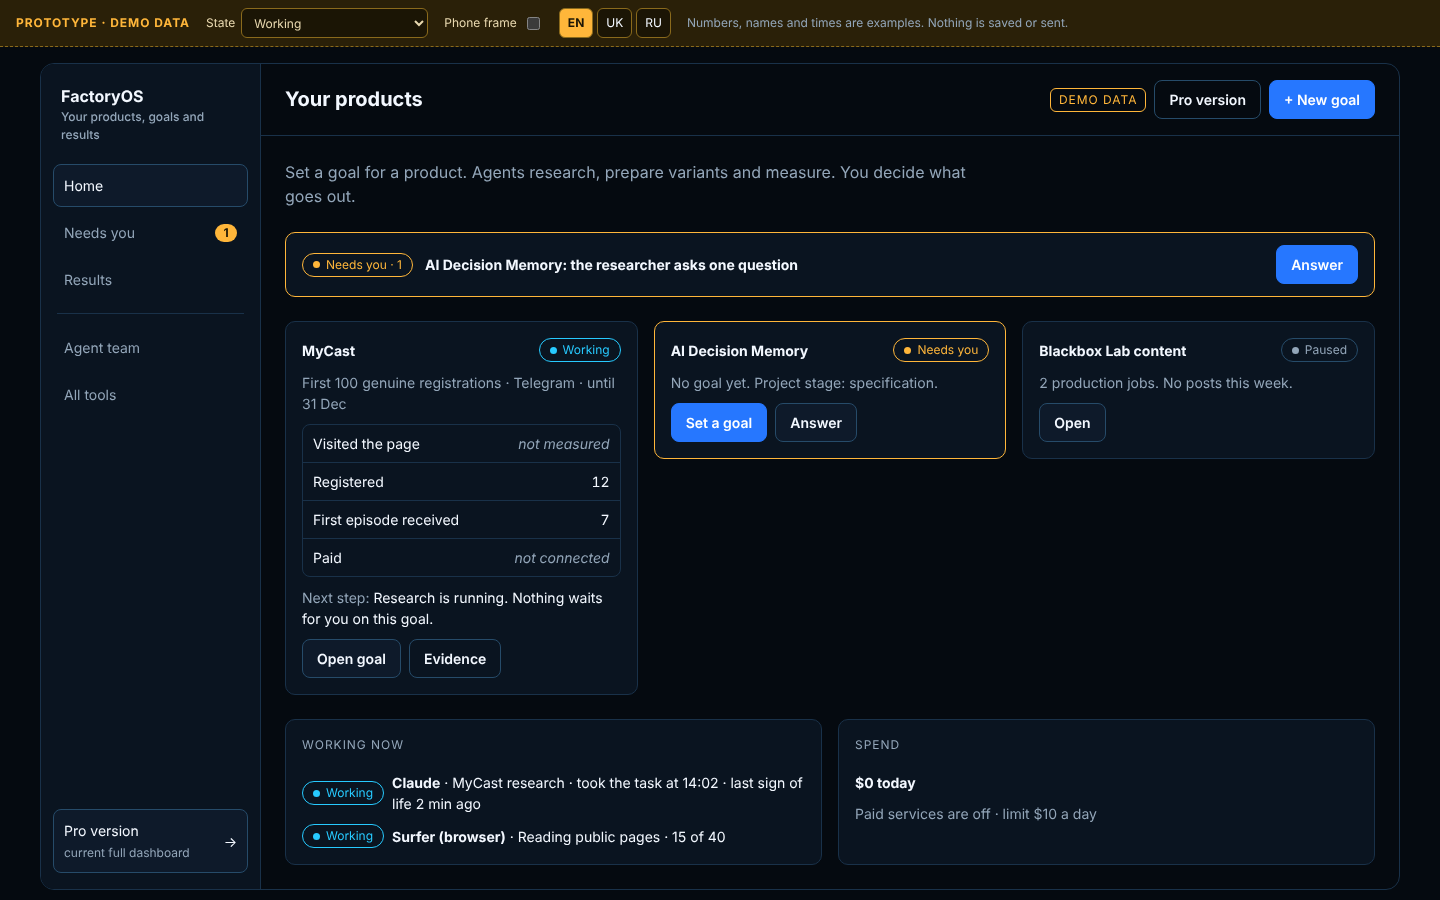 PROTOTYPE · DEMO DATA State Working Phone frame EN UK RU Numbers, names and times are examples. Nothing is saved or sent.
FactoryOS
Your products, goals and
results
Home
Needs you 1
Results
Agent team
All tools
Pro version
current full dashboard →
Your products DEMO DATA Pro version + New goal
Set a goal for a product. Agents research, prepare variants and measure. You decide what
goes out.
Needs you · 1 AI Decision Memory: the researcher asks one question Answer
MyCast Working
First 100 genuine registrations · Telegram · until
31 Dec
Visited the page not measured
Registered 12
First episode received 7
Paid not connected
Next step: Research is running. Nothing waits
for you on this goal.
Open goal Evidence
AI Decision Memory Needs you
No goal yet. Project stage: specification.
Set a goal Answer
Blackbox Lab content Paused
2 production jobs. No posts this week.
Open
WORKING NOW
Working Claude · MyCast research · took the task at 14:02 · last sign of
life 2 min ago
Working Surfer (browser) · Reading public pages · 15 of 40
SPEND
$0 today
Paid services are off · limit $10 a day